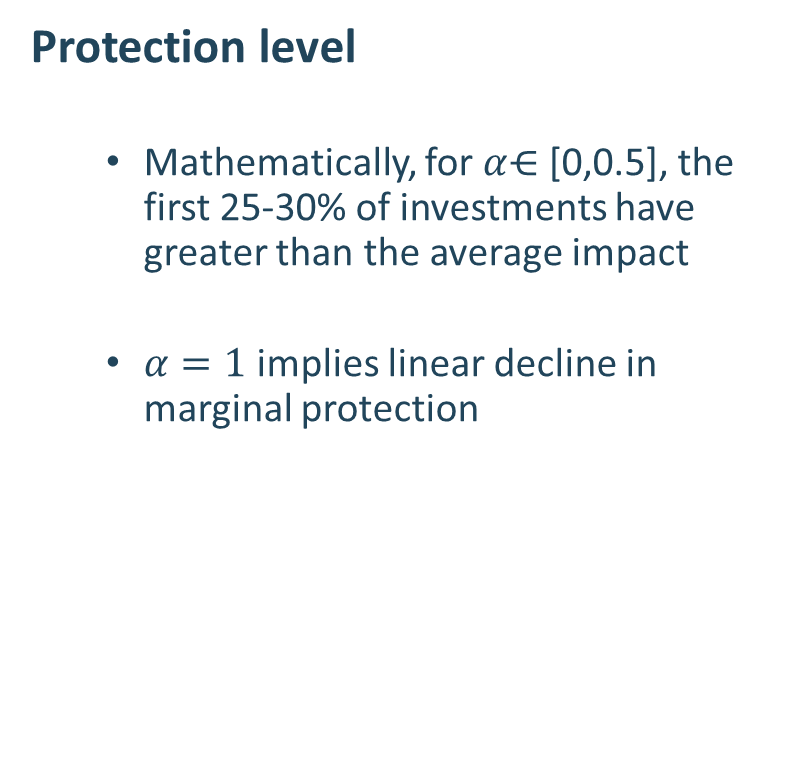 Protection level
• Mathematically, for 𝛼∈ [0,0.5], the
first 25-30% of investments have
greater than the average impact
• 𝛼 = 1 implies linear decline in
marginal protection